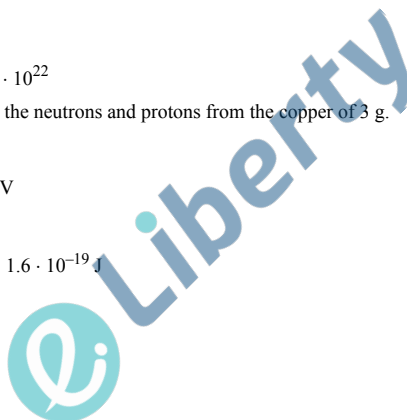 · 10²²
the neutrons and protons from the copper of 3 g.
V
1.6 · 10⁻¹⁹ J
Liberty